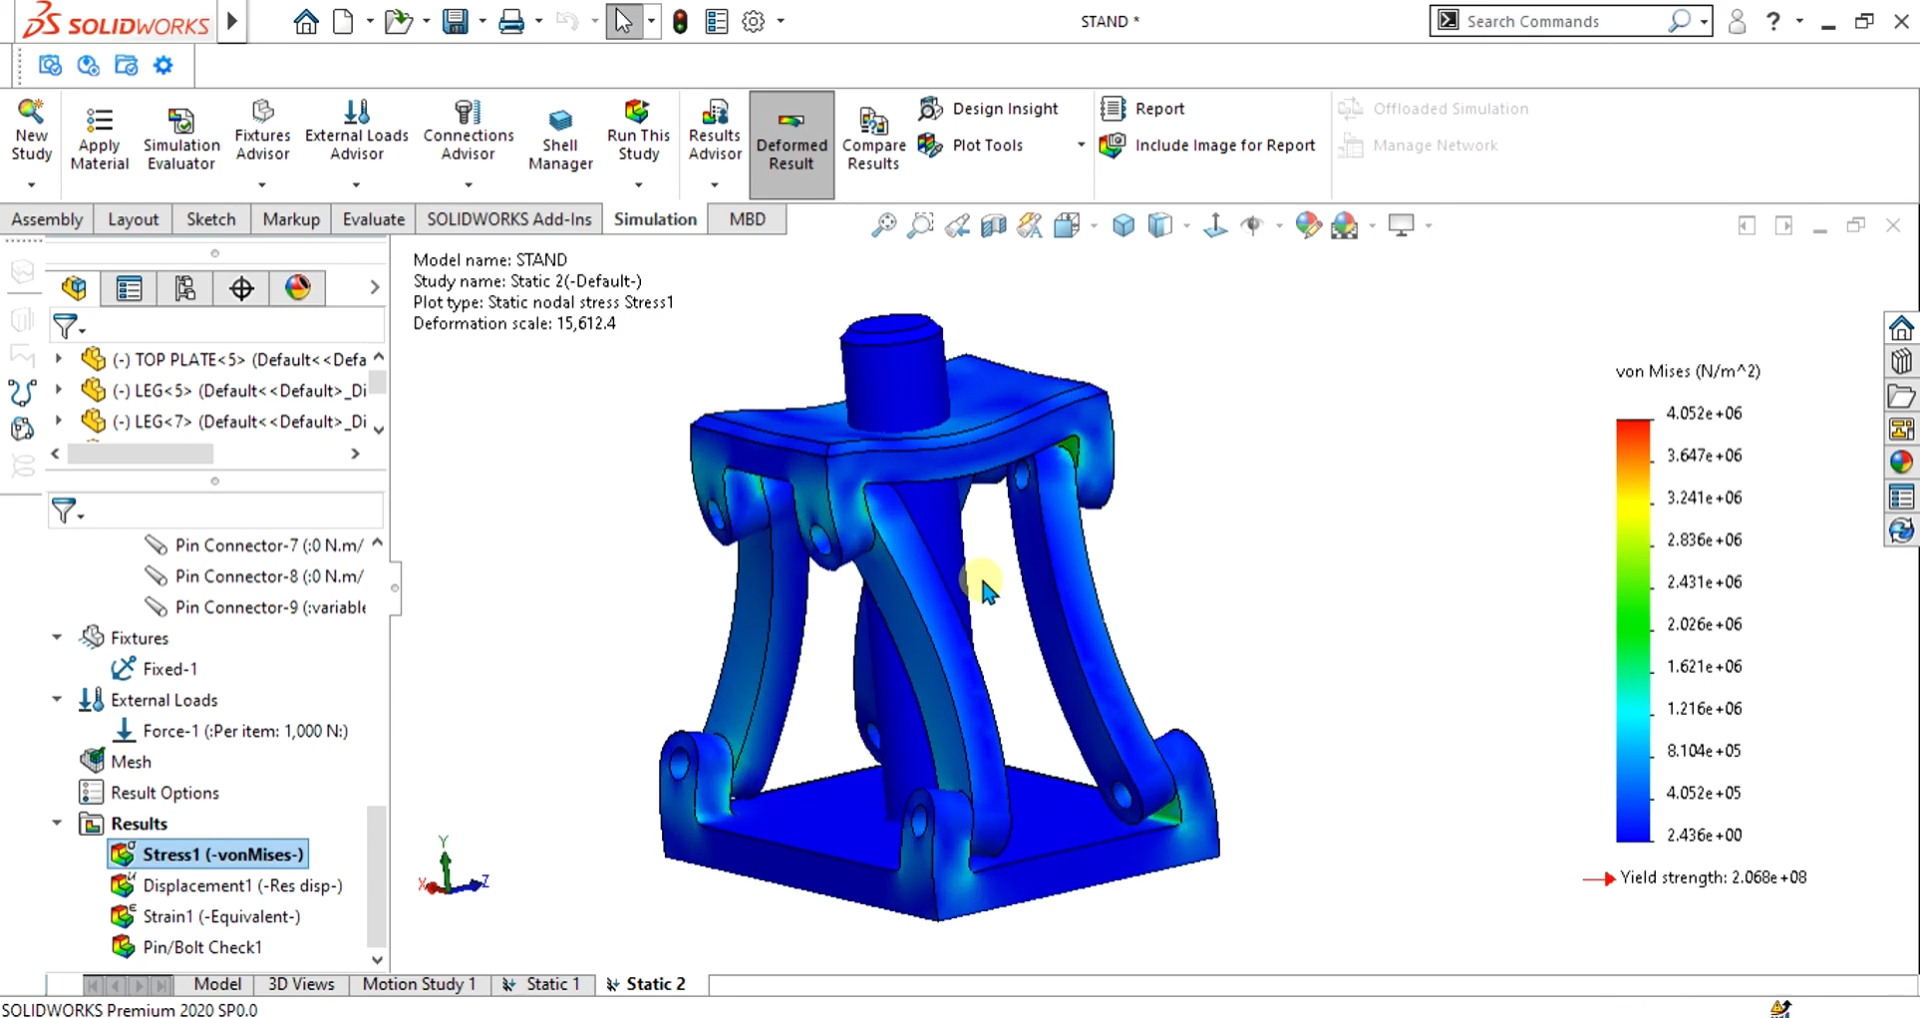 SOLIDWORKS
STAND *
Search Commands
?
New Study
Apply Material
Simulation Evaluator
Fixtures Advisor
External Loads Advisor
Connections Advisor
Shell Manager
Run This Study
Results Advisor
Deformed Result
Compare Results
Design Insight
Plot Tools
Report
Include Image for Report
Offloaded Simulation
Manage Network
Assembly
Layout
Sketch
Markup
Evaluate
SOLIDWORKS Add-Ins
Simulation
MBD
(-) TOP PLATE<5> (Default<<Defa
(-) LEG<5> (Default<<Default>_Di
(-) LEG<7> (Default<<Default>_Di
Pin Connector-7 (:0 N.m/
Pin Connector-8 (:0 N.m/
Pin Connector-9 (:variable
Fixtures
Fixed-1
External Loads
Force-1 (:Per item: 1,000 N:)
Mesh
Result Options
Results
Stress1 (-vonMises-)
Displacement1 (-Res disp-)
Strain1 (-Equivalent-)
Pin/Bolt Check1
Model name: STAND
Study name: Static 2(-Default-)
Plot type: Static nodal stress Stress1
Deformation scale: 15,612.4
von Mises (N/m^2)
4.052e+06
3.647e+06
3.241e+06
2.836e+06
2.431e+06
2.026e+06
1.621e+06
1.216e+06
8.104e+05
4.052e+05
2.436e+00
Yield strength: 2.068e+08
Y
X
Z
Model
3D Views
Motion Study 1
Static 1
Static 2
SOLIDWORKS Premium 2020 SP0.0